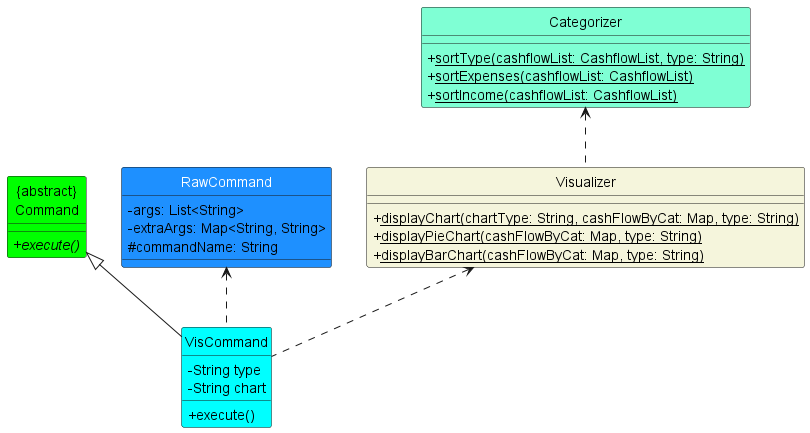 Categorizer
+sortType(cashflowList: CashflowList, type: String)
+sortExpenses(cashflowList: CashflowList)
+sortIncome(cashflowList: CashflowList)
{abstract}
Command
+execute()
RawCommand
-args: List<String>
-extraArgs: Map<String, String>
#commandName: String
Visualizer
+displayChart(chartType: String, cashFlowByCat: Map, type: String)
+displayPieChart(cashFlowByCat: Map, type: String)
+displayBarChart(cashFlowByCat: Map, type: String)
VisCommand
-String type
-String chart
+execute()